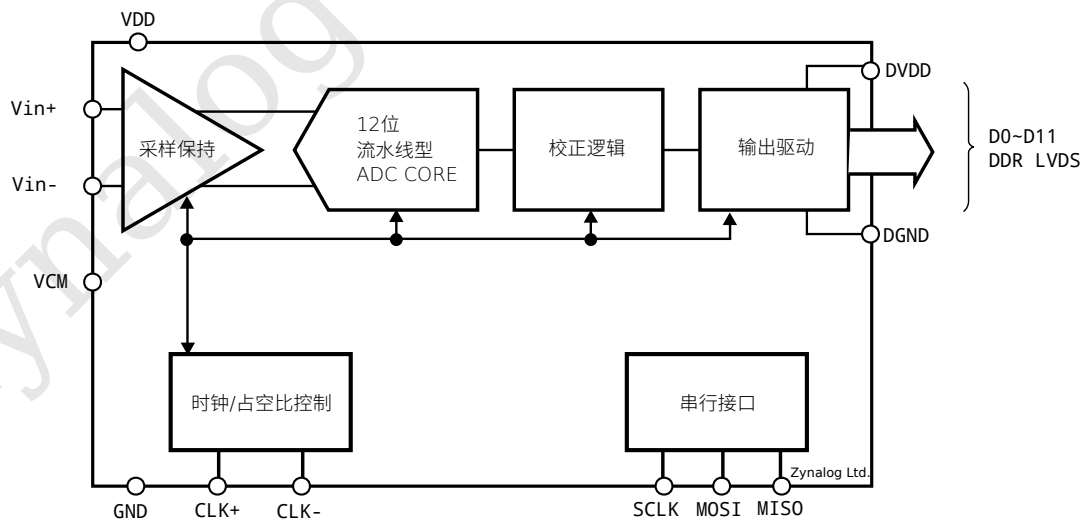 VDD
DVDD
Vin+
采样保持
12位
流水线型
ADC CORE
校正逻辑
输出驱动
D0~D11
DDR LVDS
Vin-
DGND
VCM
时钟/占空比控制
串行接口
Zynalog Ltd.
GND
CLK+
CLK-
SCLK
MOSI
MISO